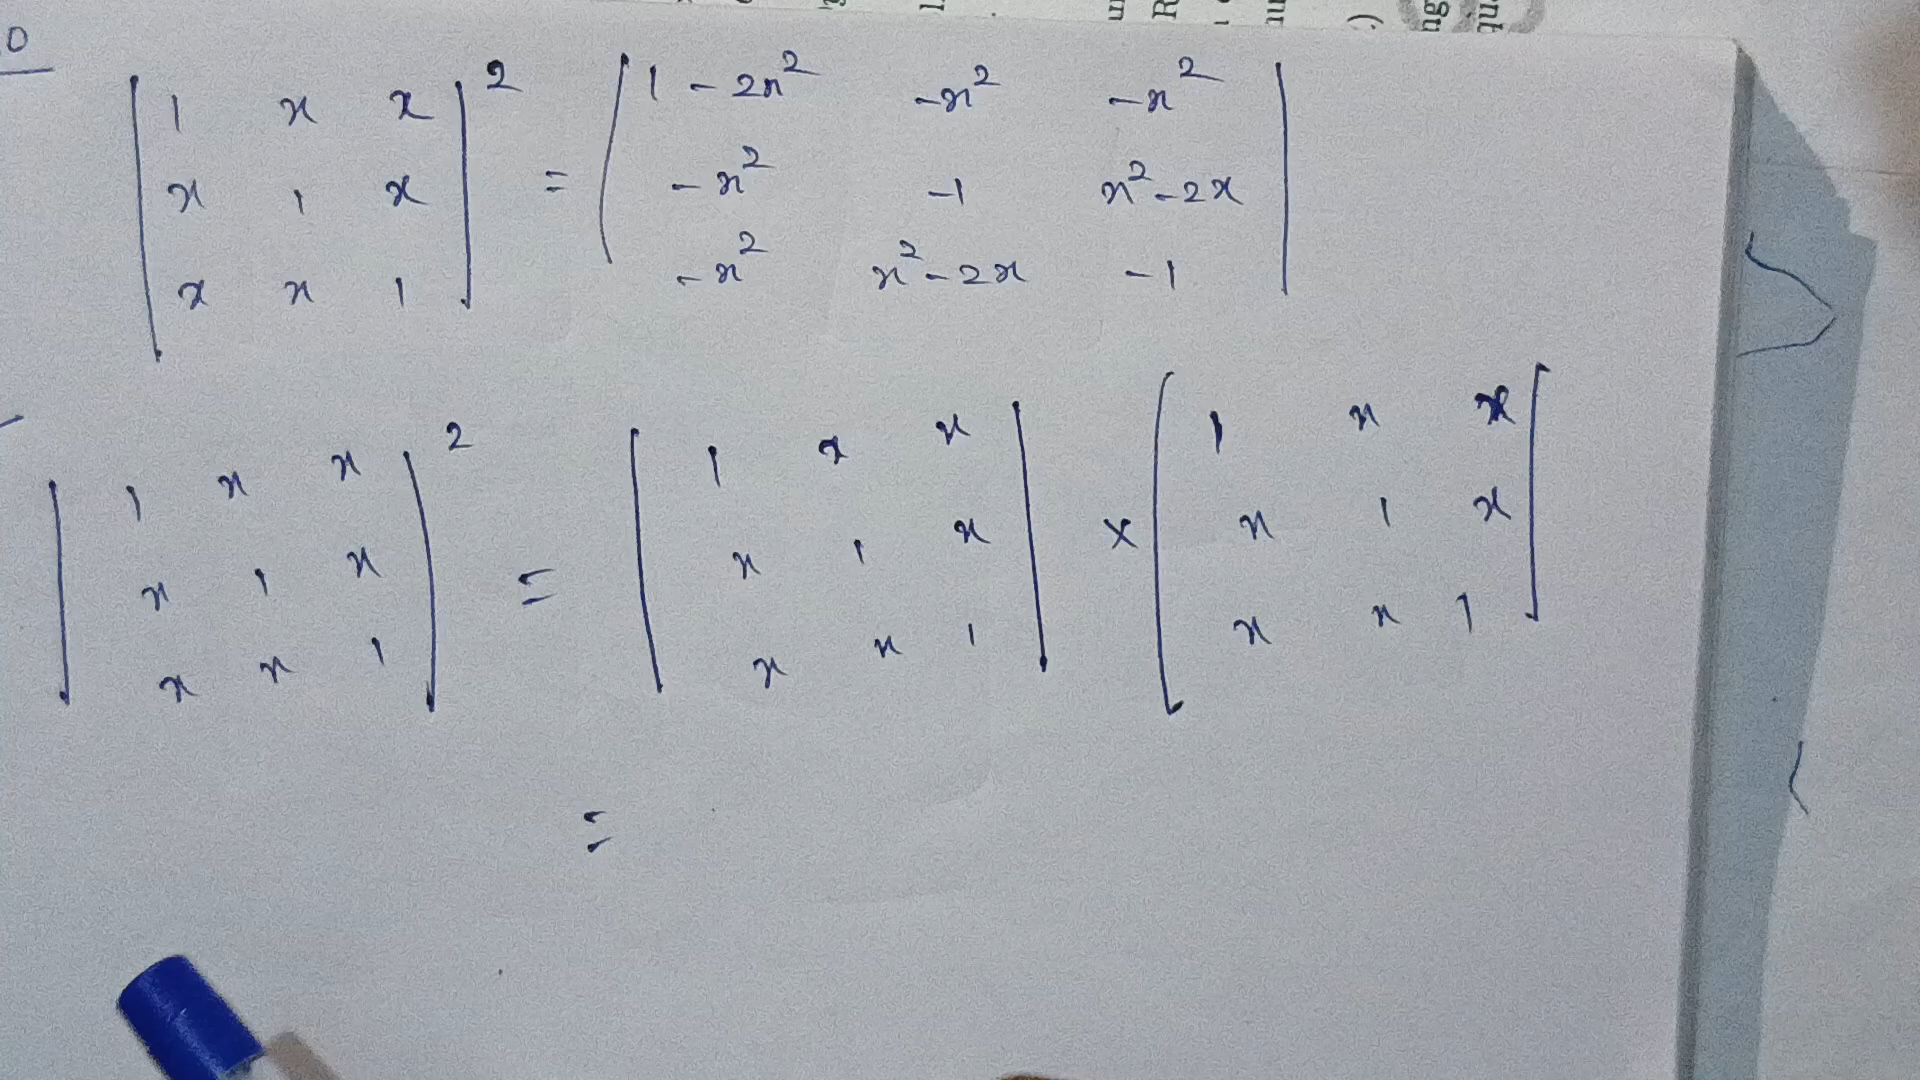 0
| 1 x x |² = | 1 - 2x² -x² -x² |
| x 1 x | | -x² -1 x² - 2x |
| x x 1 | | -x² x² - 2x -1 |
| 1 x x |² = | 1 x x | × [ 1 x x ]
| x 1 x | | x 1 x | [ x 1 x ]
| x x 1 | | x x 1 | [ x x 1 ]
=